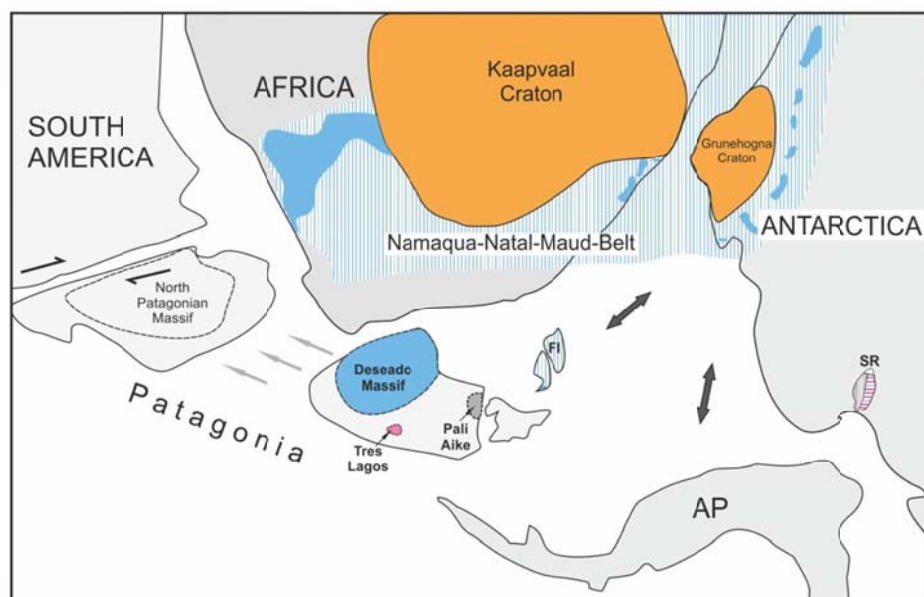 AFRICA
Kaapvaal
Craton
SOUTH
AMERICA
Grunehogna
Craton
Namaqua-Natal-Maud-Belt
ANTARCTICA
North
Patagonian
Massif
FI
Deseado
Massif
SR
Patagonia
Pali
Aike
Tres
Lagos
AP